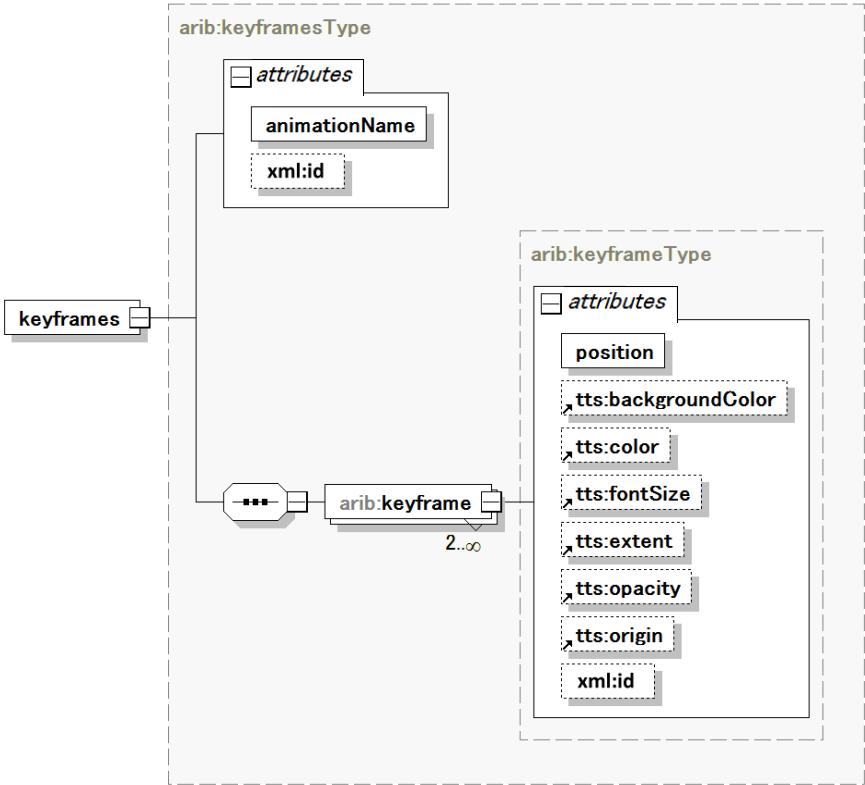 arib:keyframesType
attributes
animationName
xml:id
keyframes
arib:keyframe
2..∞
arib:keyframeType
attributes
position
tts:backgroundColor
tts:color
tts:fontSize
tts:extent
tts:opacity
tts:origin
xml:id